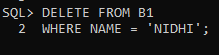 SQL> DELETE FROM B1
  2  WHERE NAME = 'NIDHI';